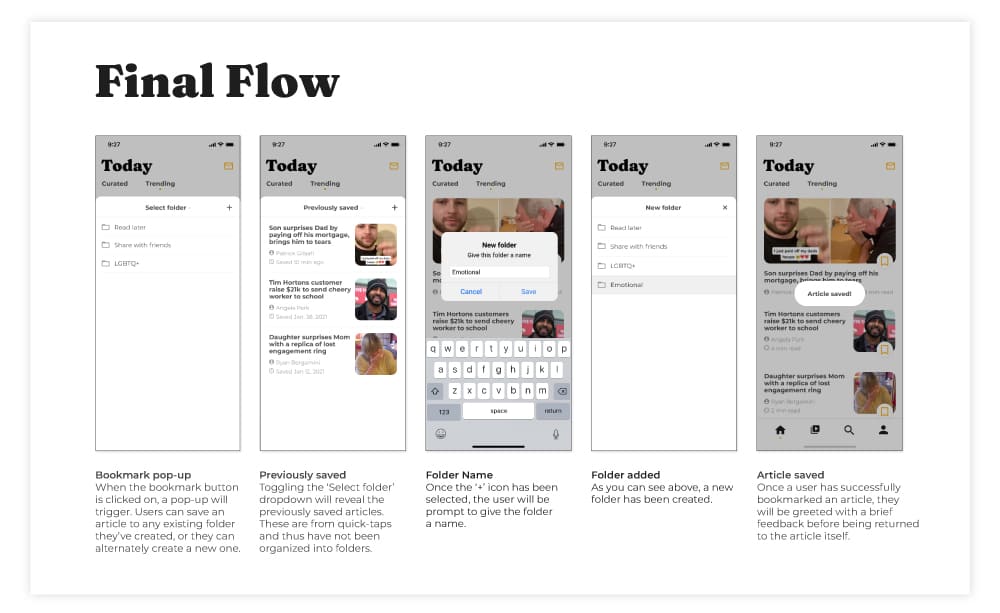 Final Flow
9:27
Today
Curated Trending
Select folder +
Read later
Share with friends
LGBTQ+
9:27
Today
Curated Trending
Previously saved +
Son surprises Dad by
paying off his mortgage,
brings him to tears
Patrick Gilyan
Saved 10 min ago
Tim Hortons customer
raise $21k to send cheery
worker to school
Angela Park
Saved Jan. 28, 2021
Daughter surprises Mom
with a replica of lost
engagement ring
Ryan Bergamini
Saved Jan 12, 2021
9:27
Today
Curated Trending
New folder
Give this folder a name
Emotional
Cancel Save
Tim Hortons customers
raise $21k to send cheery
worker to school
q w e r t y u i o p
a s d f g h j k l
z x c v b n m
123 space return
9:27
Today
Curated Trending
New folder ×
Read later
Share with friends
LGBTQ+
Emotional
9:27
Today
Curated Trending
I just paid off my dads
house
Son surprises Dad by paying off his
mortgage, brings him to tears
min read
Article saved!
Tim Hortons customers
raise $21k to send cheery
worker to school
Angela Park
4 min read
Daughter surprises Mom
with a replica of lost
engagement ring
Ryan Bergamini
2 min read
Bookmark pop-up
When the bookmark button
is clicked on, a pop-up will
trigger. Users can save an
article to any existing folder
they've created, or they can
alternately create a new one.
Previously saved
Toggling the 'Select folder'
dropdown will reveal the
previously saved articles.
These are from quick-taps
and thus have not been
organized into folders.
Folder Name
Once the '+' icon has been
selected, the user will be
prompt to give the folder
a name.
Folder added
As you can see above, a new
folder has been created.
Article saved
Once a user has successfully
bookmarked an article, they
will be greeted with a brief
feedback before being returned
to the article itself.